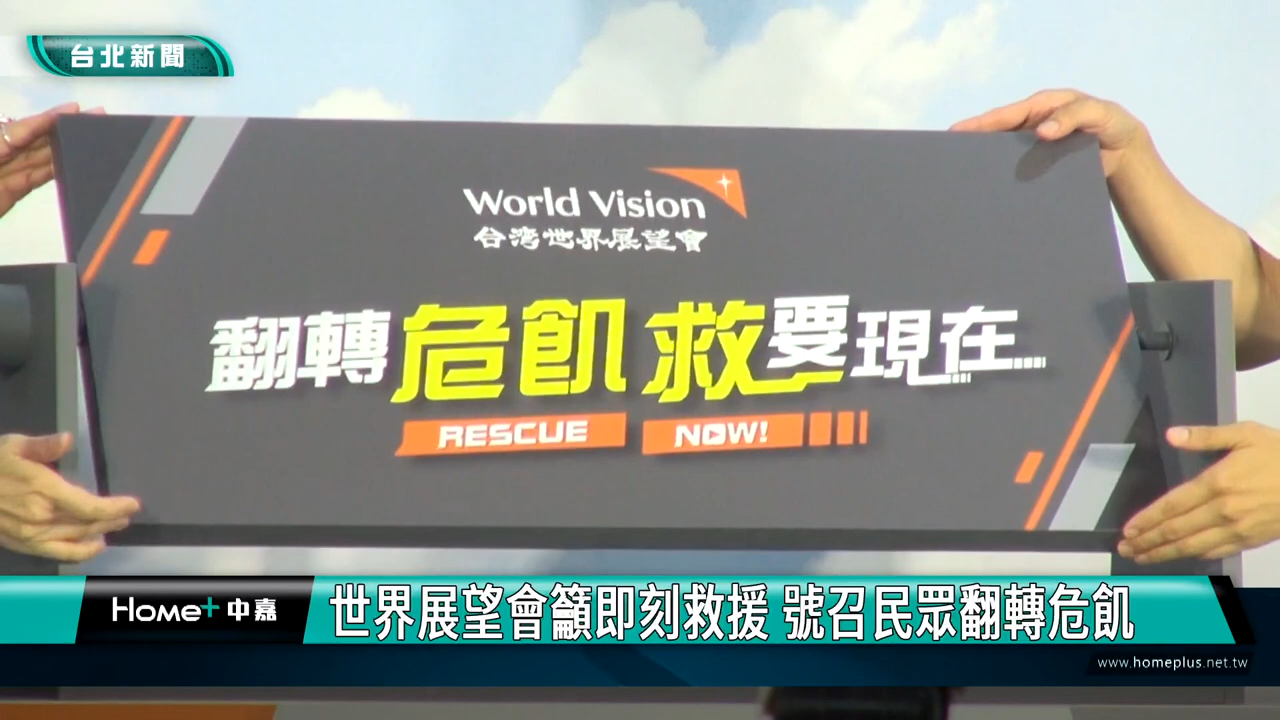 台北新聞
World Vision
台灣世界展望會
翻轉危飢 救要現在....
RESCUE NOW!
Home+中嘉
世界展望會籲即刻救援 號召民眾翻轉危飢
www.homeplus.net.tw